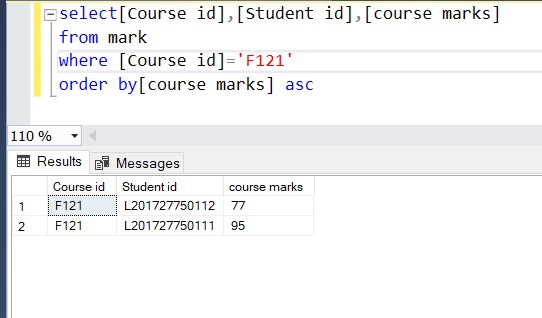 select[Course id],[Student id],[course marks]
from mark
where [Course id]='F121'
order by[course marks] asc
110 %
Results Messages
Course id Student id course marks
1 F121 L201727750112 77
2 F121 L201727750111 95